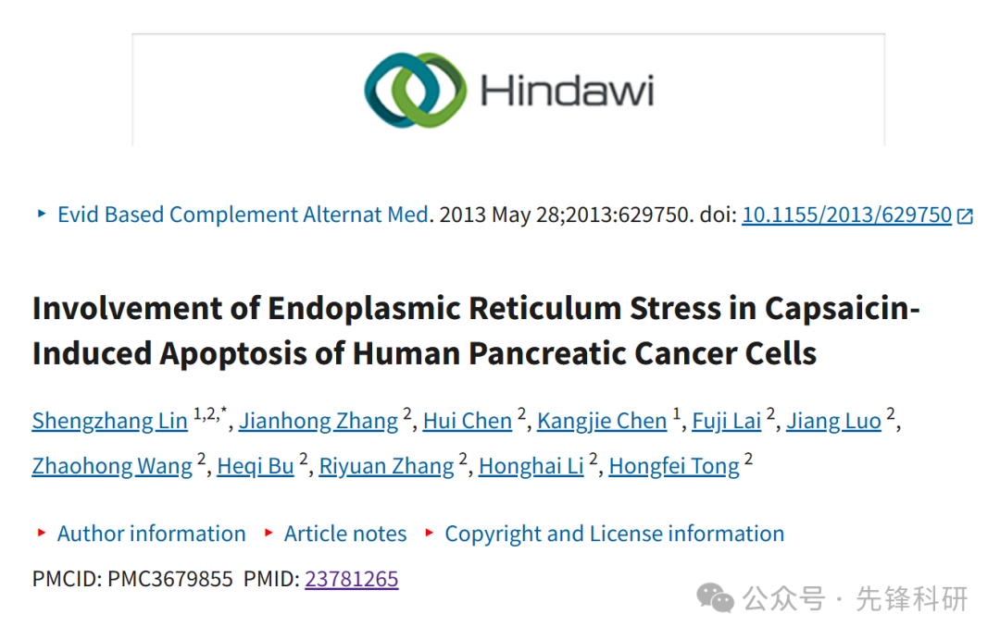 Hindawi
Evid Based Complement Alternat Med. 2013 May 28;2013:629750. doi: 10.1155/2013/629750
Involvement of Endoplasmic Reticulum Stress in Capsaicin-
Induced Apoptosis of Human Pancreatic Cancer Cells
Shengzhang Lin 1,2,*, Jianhong Zhang 2, Hui Chen 2, Kangjie Chen 1, Fuji Lai 2, Jiang Luo 2,
Zhaohong Wang 2, Heqi Bu 2, Riyuan Zhang 2, Honghai Li 2, Hongfei Tong 2
Author information Article notes Copyright and License information
PMCID: PMC3679855 PMID: 23781265
公众号 · 先锋科研